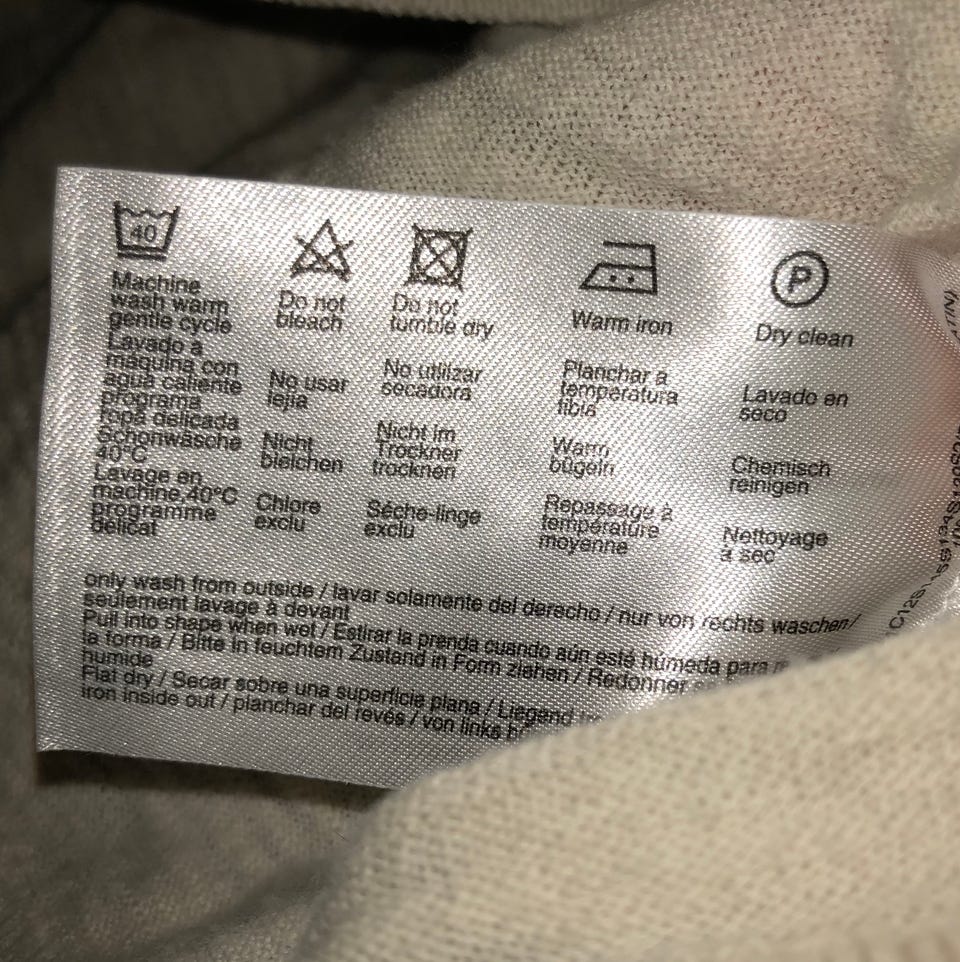 40
P
Machine
wash warm
gentle cycle
Lavado a
máquina con
agua caliente
programa
ropa delicada
Schonwäsche
40°C
Lavage en
machine,40°C
programme
délicat
Do not
bleach
No usar
lejia
Nicht
bleichen
Chlore
exclu
Do not
tumble dry
No utilizar
secadora
Nicht im
Trockner
trocknen
Séche-linge
exclu
Warm iron
Planchar a
temperatura
tibia
Warm
bügeln
Repassage à
température
moyenne
Dry clean
Lavado en
seco
Chemisch
reinigen
Nettoyage
à sec
only wash from outside / lavar solamente del derecho / nur von rechts waschen/
seulement lavage à devant
Pull into shape when wet / Estirar la prenda cuando aún esté húmeda para
la forma / Bitte in feuchtem Zustand in Form ziehen / Redonner
humide
Flat dry / Secar sobre una superficie plana / Liegend
iron inside out / planchar del revés / von links